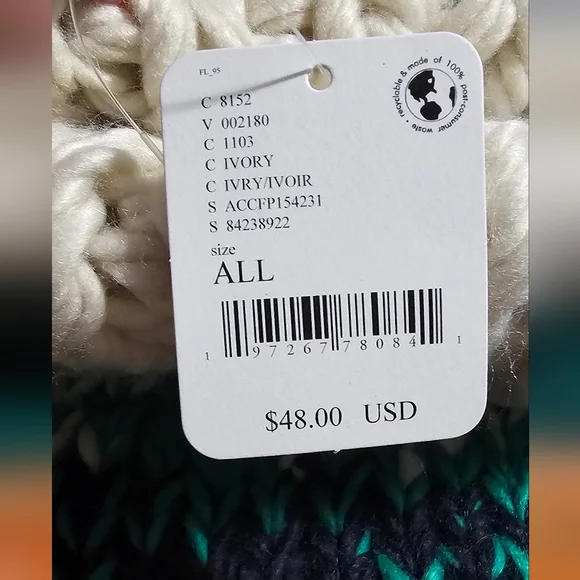 FL_95
recyclable & made of 100% post-consumer waste •
C 8152
V 002180
C 1103
C IVORY
C IVRY/IVOIR
S ACCFP154231
S 84238922
size
ALL
1 97267 78084 1
$48.00 USD